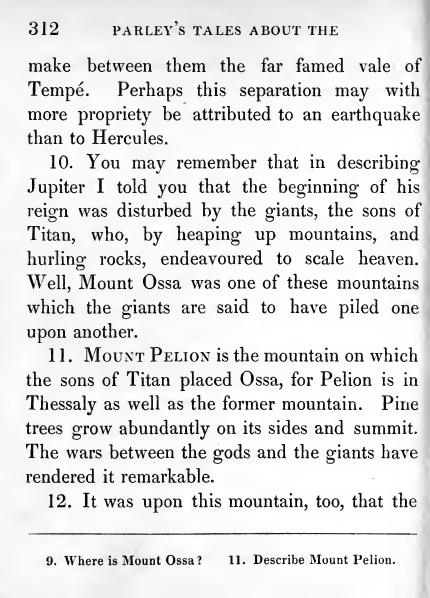 312 PARLEY'S TALES ABOUT THE
make between them the far famed vale of
Tempé. Perhaps this separation may with
more propriety be attributed to an earthquake
than to Hercules.
10. You may remember that in describing
Jupiter I told you that the beginning of his
reign was disturbed by the giants, the sons of
Titan, who, by heaping up mountains, and
hurling rocks, endeavoured to scale heaven.
Well, Mount Ossa was one of these mountains
which the giants are said to have piled one
upon another.
11. MOUNT PELION is the mountain on which
the sons of Titan placed Ossa, for Pelion is in
Thessaly as well as the former mountain. Pine
trees grow abundantly on its sides and summit.
The wars between the gods and the giants have
rendered it remarkable.
12. It was upon this mountain, too, that the
9. Where is Mount Ossa? 11. Describe Mount Pelion.